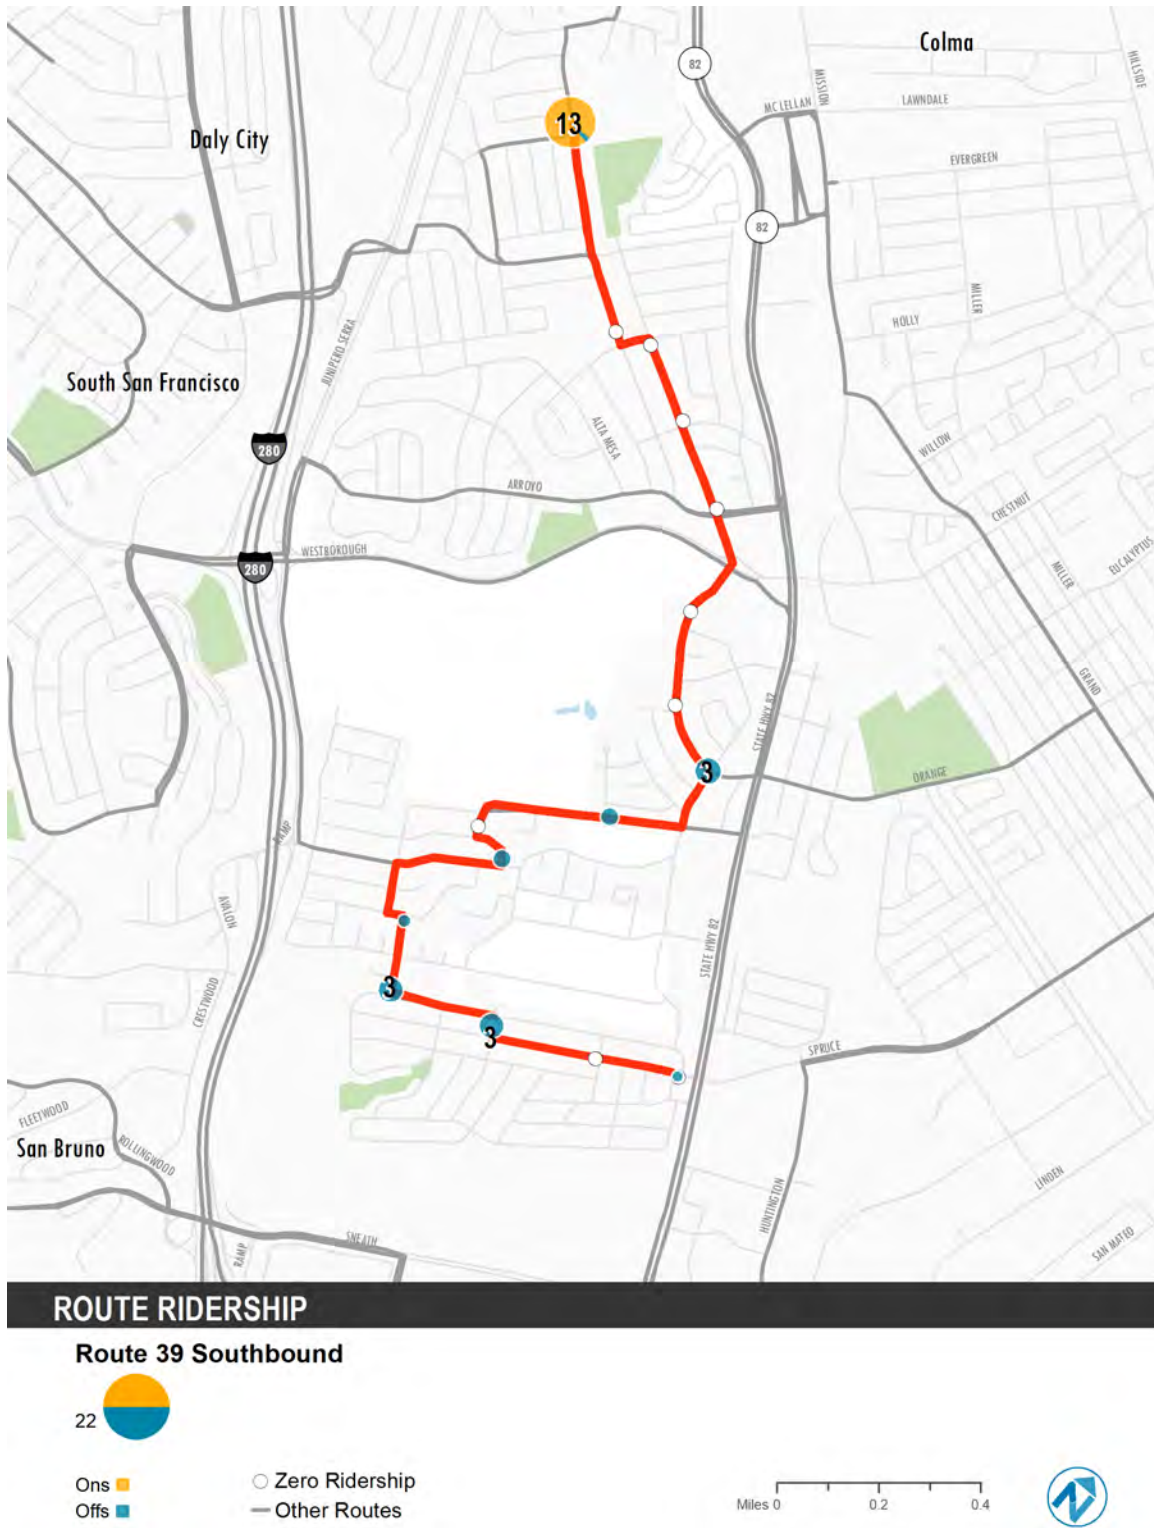 Colma
82
HILLSIDE
MISSION
MC LELLAN
LAWNDALE
13
Daly City
EVERGREEN
82
MILLER
HOLLY
JUNIPERO SERRA
South San Francisco
ALTA MESA
WILLOW
280
ARROYO
CHESTNUT
EUCALYPTUS
WESTBOROUGH
280
MILLER
GRAND
STATE HWY 82
3
ORANGE
RAMP
AVALON
STATE HWY 82
3
CRESTWOOD
3
SPRUCE
FLEETWOOD
San Bruno
ROLLINGWOOD
LINDEN
HUNTINGTON
SNEATH
RAMP
SAN MATEO
ROUTE RIDERSHIP
Route 39 Southbound
22
Ons
Zero Ridership
Offs
Other Routes
Miles 0 0.2 0.4